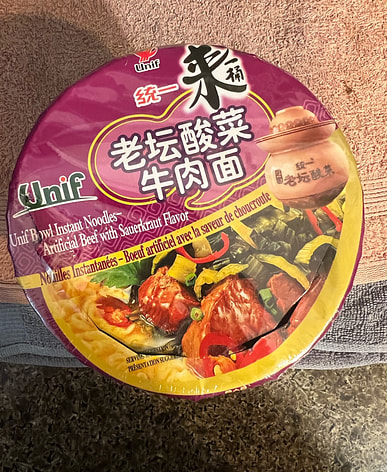 Unif
统一
来一桶
老坛酸菜
牛肉面
统一
老坛酸菜
Unif
Unif Bowl Instant Noodles~
Artificial Beef with Sauerkraut Flavor
Nouilles Instantanées - Boeuf artificiel avec la saveur de choucroute
SERVING
PRÉSENTATION